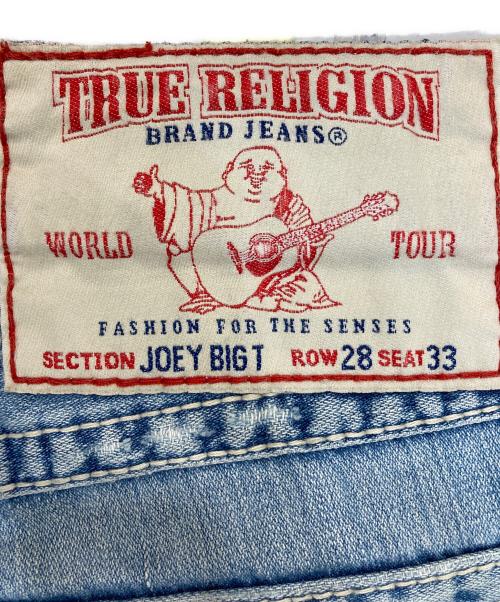 TRUE RELIGION
BRAND JEANS®
WORLD TOUR
FASHION FOR THE SENSES
SECTION JOEY BIG T ROW 28 SEAT 33